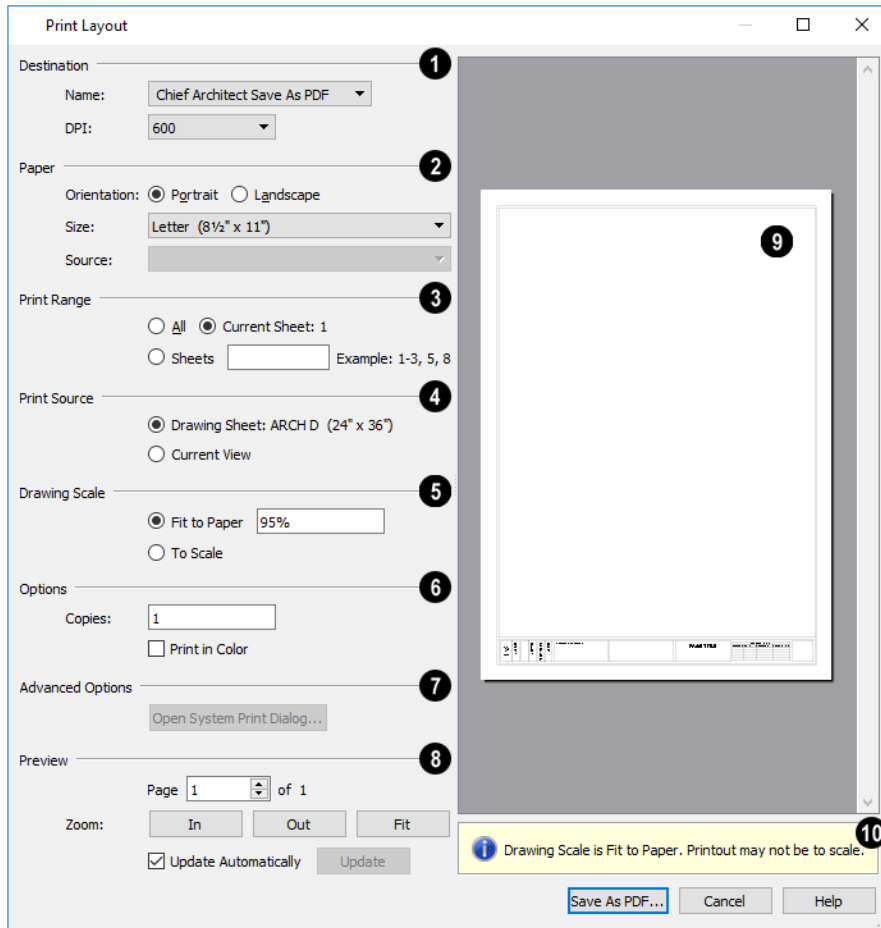 Print Layout
Destination
1
Name: Chief Architect Save As PDF
DPI: 600
Paper
2
Orientation: Portrait Landscape
Size: Letter (8½" x 11")
Source:
Print Range
3
All Current Sheet: 1
Sheets Example: 1-3, 5, 8
Print Source
4
Drawing Sheet: ARCH D (24" x 36")
Current View
Drawing Scale
5
Fit to Paper 95%
To Scale
Options
6
Copies: 1
Print in Color
Advanced Options
7
Open System Print Dialog...
Preview
8
Page 1 of 1
Zoom: In Out Fit
Update Automatically Update
9
10
Drawing Scale is Fit to Paper. Printout may not be to scale.
Save As PDF... Cancel Help